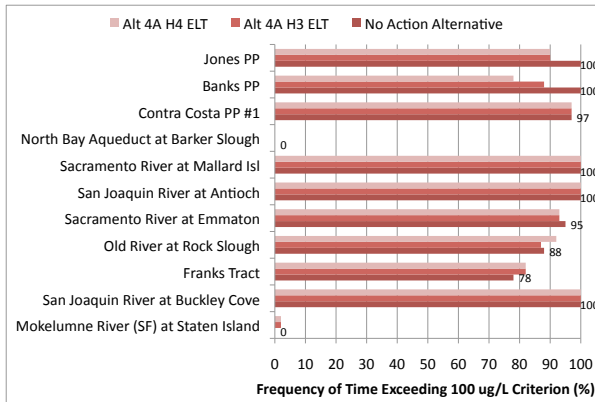 Alt 4A H4 ELT Alt 4A H3 ELT No Action Alternative
Jones PP 100
Banks PP 100
Contra Costa PP #1 97
North Bay Aqueduct at Barker Slough 0
Sacramento River at Mallard Isl 100
San Joaquin River at Antioch 100
Sacramento River at Emmaton 95
Old River at Rock Slough 88
Franks Tract 78
San Joaquin River at Buckley Cove 100
Mokelumne River (SF) at Staten Island 0
0 10 20 30 40 50 60 70 80 90 100
Frequency of Time Exceeding 100 ug/L Criterion (%)